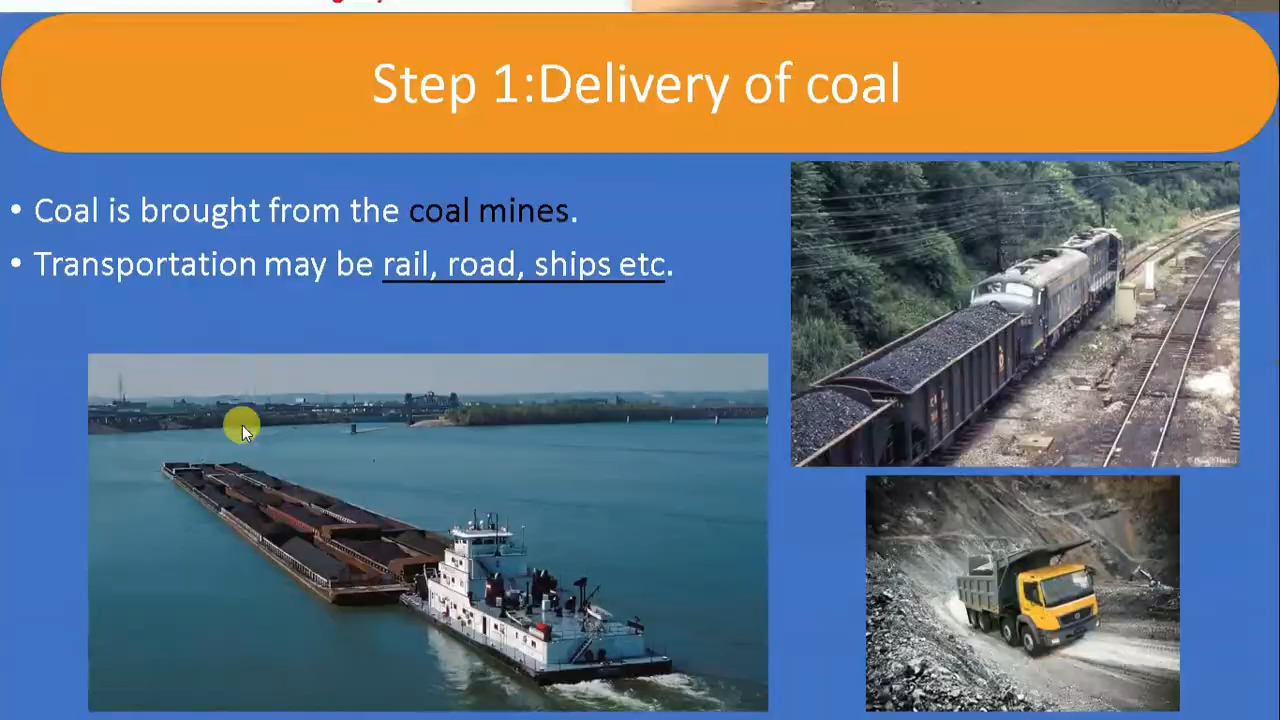 Step 1:Delivery of coal
• Coal is brought from the coal mines.
• Transportation may be rail, road, ships etc.